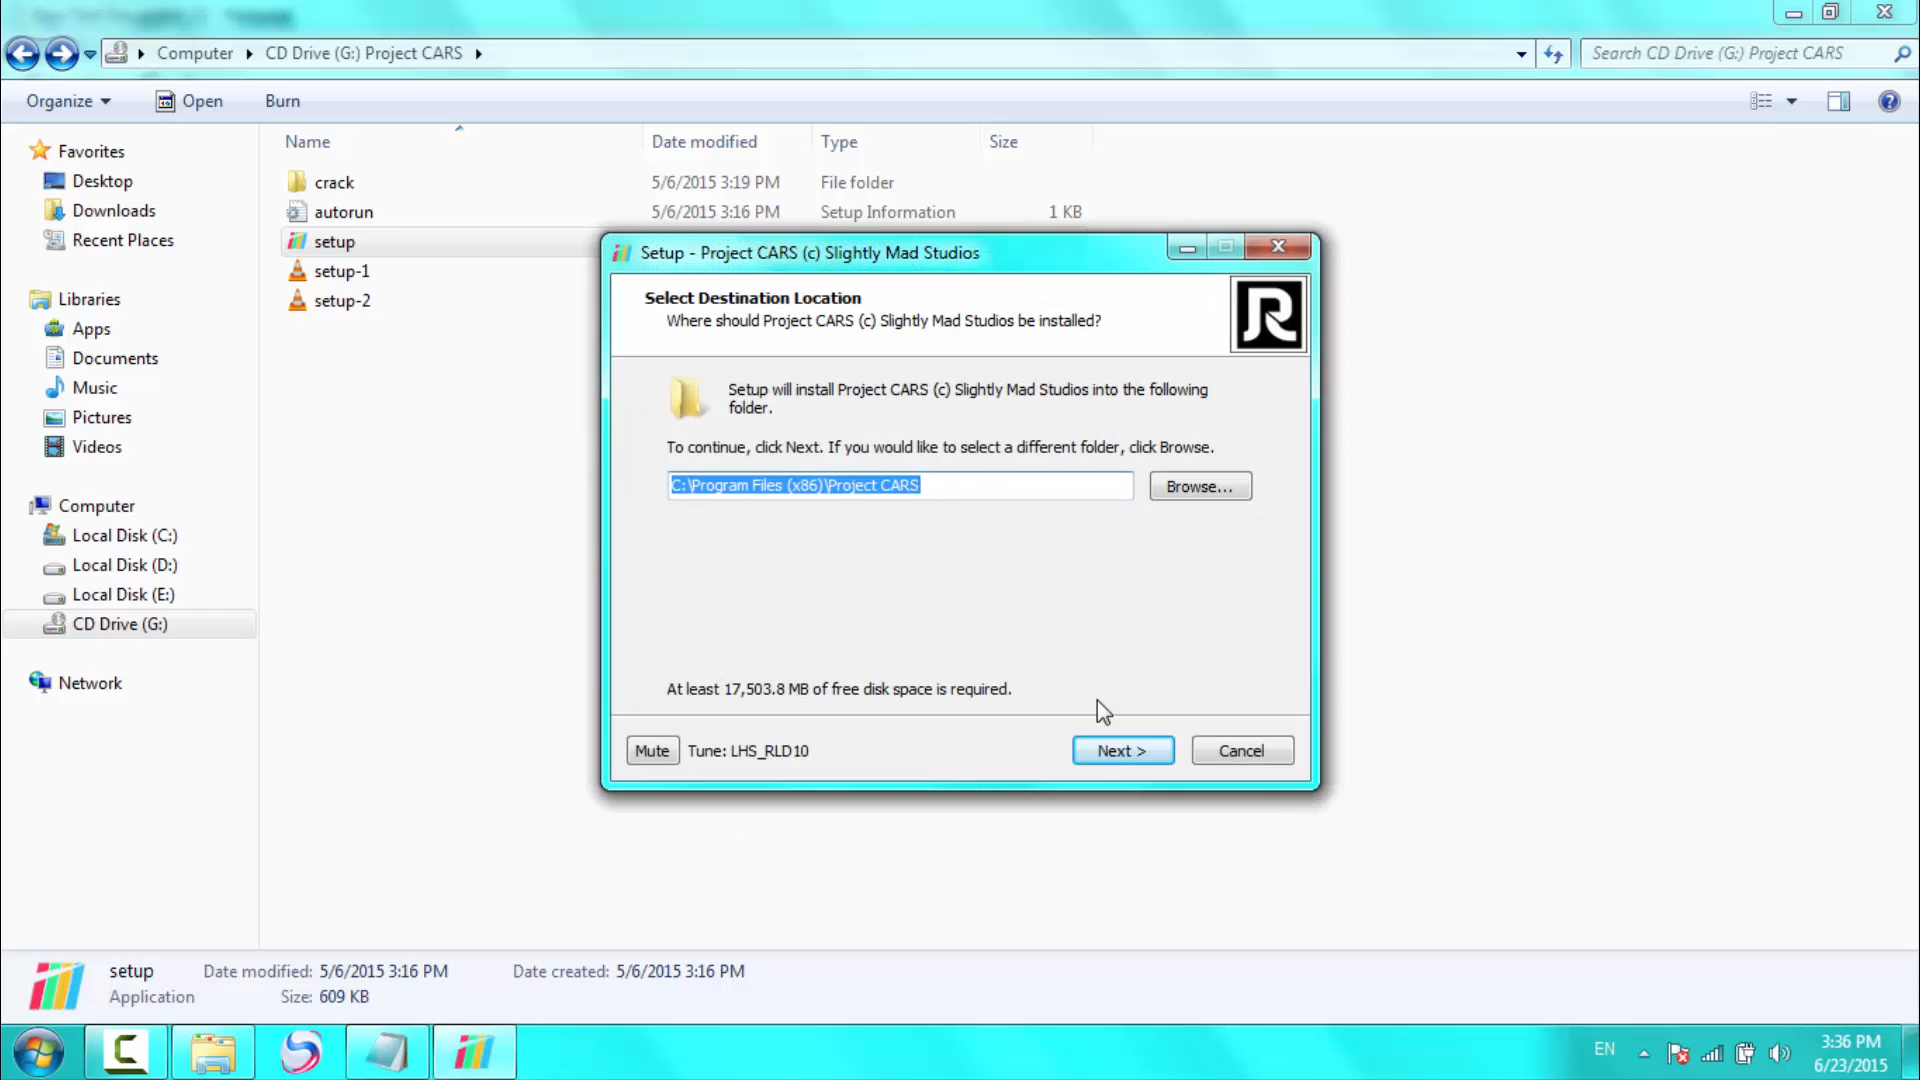 Computer CD Drive (G:) Project CARS
Search CD Drive (G:) Project CARS
Organize Open Burn
Name Date modified Type Size
Favorites
Desktop
Downloads
Recent Places
Libraries
Apps
Documents
Music
Pictures
Videos
Computer
Local Disk (C:)
Local Disk (D:)
Local Disk (E:)
CD Drive (G:)
Network
crack 5/6/2015 3:19 PM File folder
autorun 5/6/2015 3:16 PM Setup Information 1 KB
setup
setup-1
setup-2
Setup - Project CARS (c) Slightly Mad Studios
Select Destination Location
Where should Project CARS (c) Slightly Mad Studios be installed?
Setup will install Project CARS (c) Slightly Mad Studios into the following
folder.
To continue, click Next. If you would like to select a different folder, click Browse.
C:\Program Files (x86)\Project CARS
Browse...
At least 17,503.8 MB of free disk space is required.
Mute Tune: LHS_RLD10 Next > Cancel
setup Date modified: 5/6/2015 3:16 PM Date created: 5/6/2015 3:16 PM
Application Size: 609 KB
EN
3:36 PM
6/23/2015